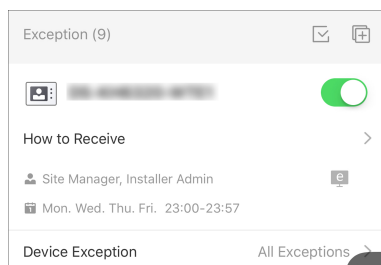 Exception (9)
How to Receive
Site Manager, Installer Admin
Mon. Wed. Thu. Fri. 23:00-23:57
Device Exception All Exceptions